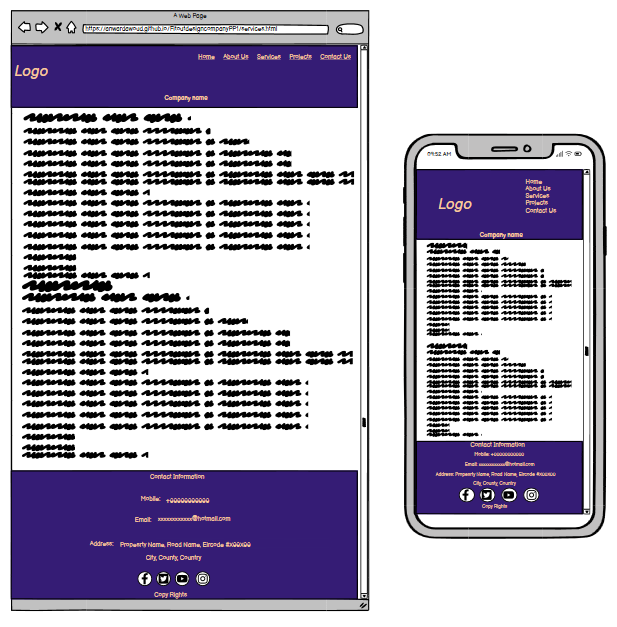 A Web Page
https://anwardawoud.github.io/FitoutdesigncompanyPP1/services.html
Home About Us Services Projects Contact Us
Logo
Company name
Contact Information
Mobile: +00000000000
Email: xxxxxxxxxxxx@hotmail.com
Address: Property Name, Road Name, Eircode #X00X00
City, County, Country
Copy Rights
09:52 AM
Home
About Us
Services
Projects
Contact Us
Logo
Company name
Contact Information
Mobile: +00000000000
Email: xxxxxxxxxxxx@hotmail.com
Address: Property Name, Road Name, Eircode #X00X00
City, County, Country
Copy Rights